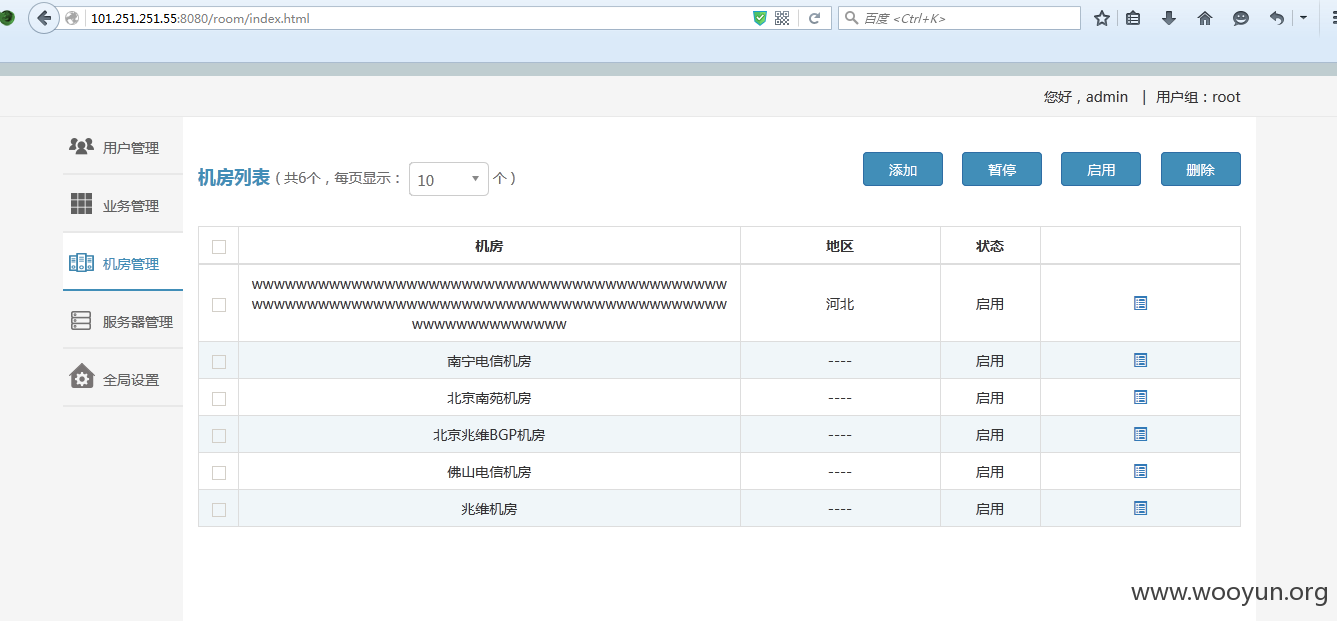 101.251.251.55:8080/room/index.html
百度 <Ctrl+K>
您好，admin | 用户组：root
用户管理
业务管理
机房管理
服务器管理
全局设置
机房列表 ( 共6个，每页显示： 10 个 )
添加 暂停 启用 删除
机房 地区 状态
wwwwwwwwwwwwwwwwwwwwwwwwwwwwwwwwwwwwwwwwwww
wwwwwwwwwwwwwwwwwwwwwwwwwwwwwwwwwwwwwwwwwww
wwwwwwwwwwwwww
河北 启用
南宁电信机房 ---- 启用
北京南苑机房 ---- 启用
北京兆维BGP机房 ---- 启用
佛山电信机房 ---- 启用
兆维机房 ---- 启用
www.wooyun.org